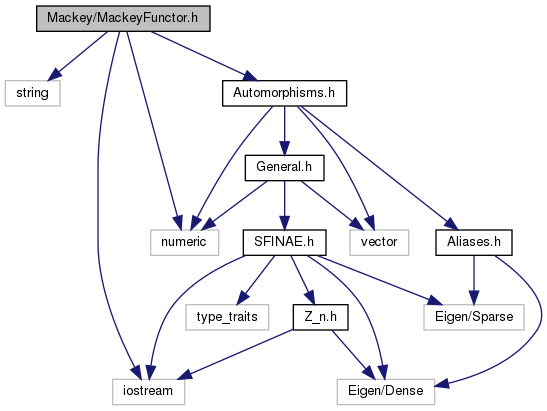 Mackey/MackeyFunctor.h
string
Automorphisms.h
General.h
numeric
SFINAE.h
vector
Aliases.h
type_traits
Z_n.h
Eigen/Sparse
iostream
Eigen/Dense